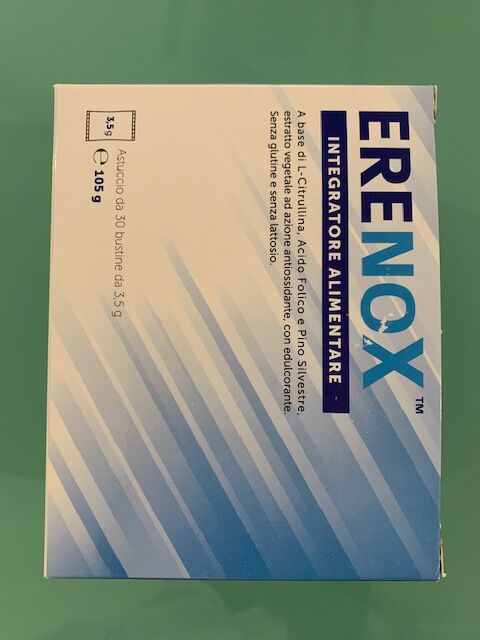 ERENOX™
INTEGRATORE ALIMENTARE
A base di L-Citrullina, Acido Folico e Pino Silvestre,
estratto vegetale ad azione antiossidante, con edulcorante.
Senza glutine e senza lattosio.
Astuccio da 30 bustine da 3,5 g
3,5 g
℮ 105 g